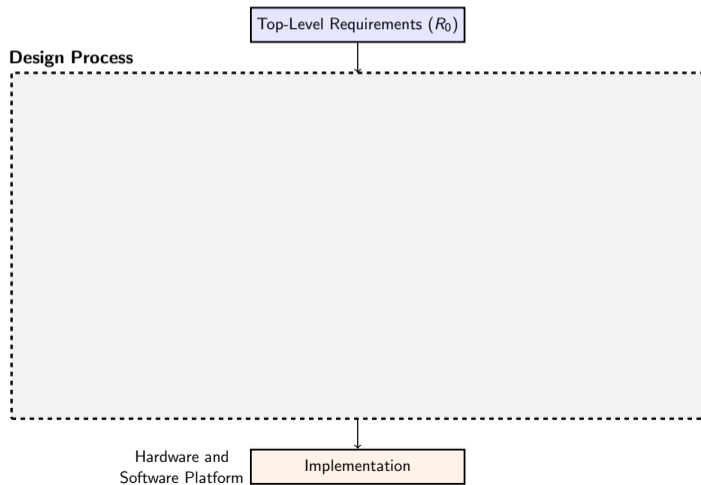 Top-Level Requirements (R₀)
Design Process
Hardware and
Software Platform
Implementation